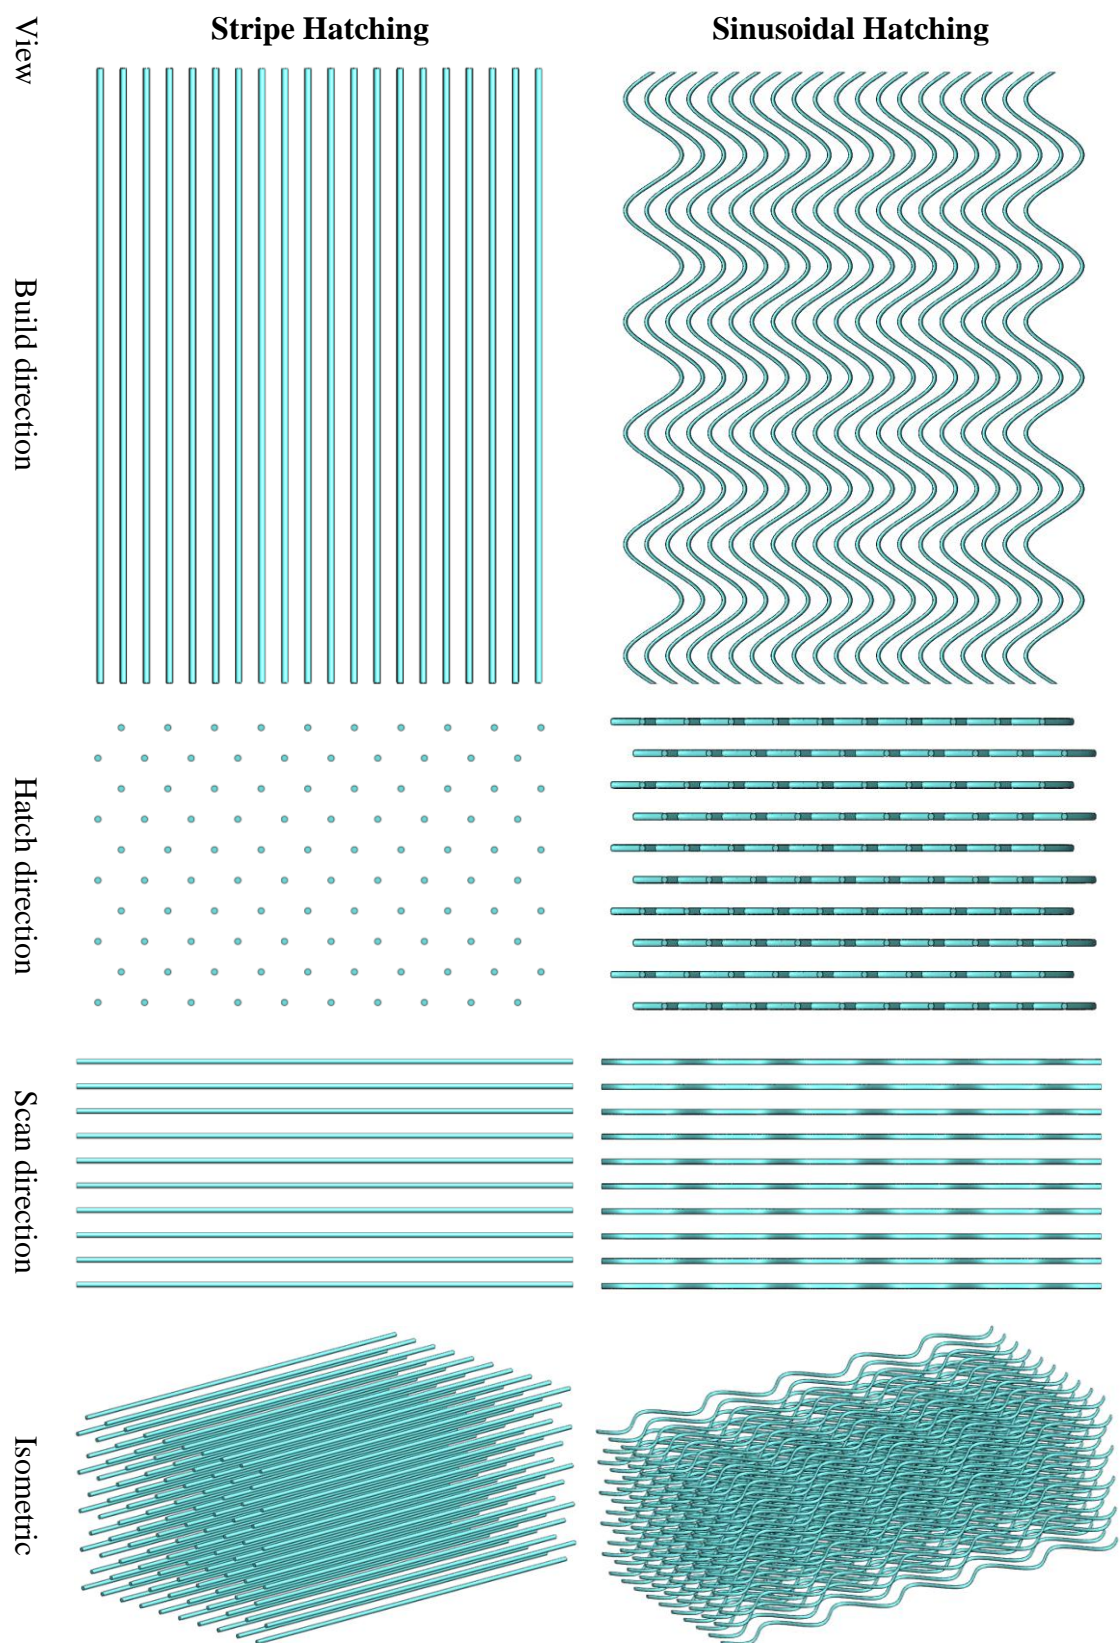 View
Stripe Hatching
Sinusoidal Hatching
Build direction
Hatch direction
Scan direction
Isometric